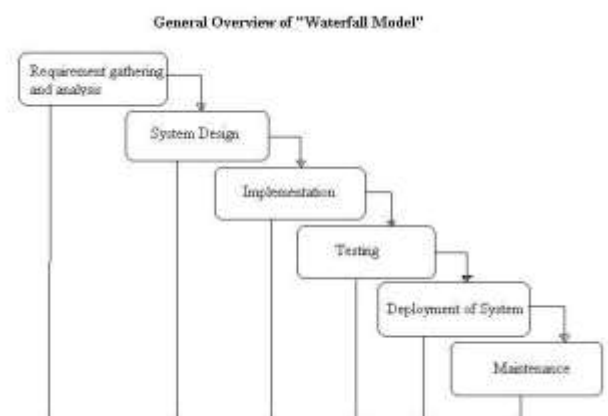 General Overview of "Waterfall Model"
Requirement gathering
and analysis
System Design
Implementation
Testing
Deployment of System
Maintenance